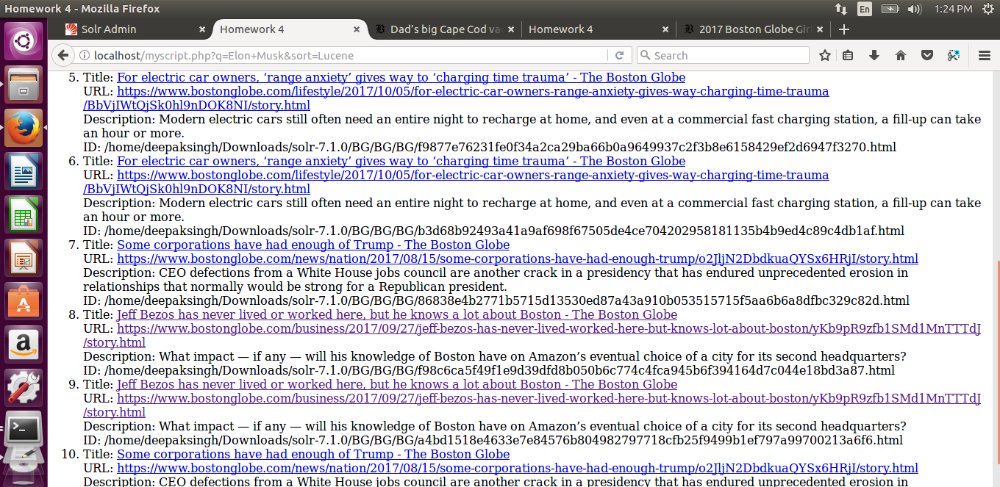 Homework 4 - Mozilla Firefox
En
1:24 PM
Solr Admin
Homework 4
Dad's big Cape Cod va
Homework 4
2017 Boston Globe Gir
localhost/myscript.php?q=Elon+Musk&sort=Lucene
Search
5. Title: For electric car owners, ‘range anxiety’ gives way to ‘charging time trauma’ - The Boston Globe
URL: https://www.bostonglobe.com/lifestyle/2017/10/05/for-electric-car-owners-range-anxiety-gives-way-charging-time-trauma
/BbVjIWtQjSk0hl9nDOK8NI/story.html
Description: Modern electric cars still often need an entire night to recharge at home, and even at a commercial fast charging station, a fill-up can take
an hour or more.
ID: /home/deepaksingh/Downloads/solr-7.1.0/BG/BG/BG/f9877e76231fe0f34a2ca29ba66b0a9649937c2f3b8e6158429ef2d6947f3270.html
6. Title: For electric car owners, ‘range anxiety’ gives way to ‘charging time trauma’ - The Boston Globe
URL: https://www.bostonglobe.com/lifestyle/2017/10/05/for-electric-car-owners-range-anxiety-gives-way-charging-time-trauma
/BbVjIWtQjSk0hl9nDOK8NI/story.html
Description: Modern electric cars still often need an entire night to recharge at home, and even at a commercial fast charging station, a fill-up can take
an hour or more.
ID: /home/deepaksingh/Downloads/solr-7.1.0/BG/BG/BG/b3d68b92493a41a9af698f67505de4ce704202958181135b4b9ed4c89c4db1af.html
7. Title: Some corporations have had enough of Trump - The Boston Globe
URL: https://www.bostonglobe.com/news/nation/2017/08/15/some-corporations-have-had-enough-trump/o2JljN2DbdkuaQYSx6HRjI/story.html
Description: CEO defections from a White House jobs council are another crack in a presidency that has endured unprecedented erosion in
relationships that normally would be strong for a Republican president.
ID: /home/deepaksingh/Downloads/solr-7.1.0/BG/BG/BG/86838e4b2771b5715d13530ed87a43a910b053515715f5aa6b6a8dfbc329c82d.html
8. Title: Jeff Bezos has never lived or worked here, but he knows a lot about Boston - The Boston Globe
URL: https://www.bostonglobe.com/business/2017/09/27/jeff-bezos-has-never-lived-worked-here-but-knows-lot-about-boston/yKb9pR9zfb1SMd1MnTTTdJ
/story.html
Description: What impact — if any — will his knowledge of Boston have on Amazon’s eventual choice of a city for its second headquarters?
ID: /home/deepaksingh/Downloads/solr-7.1.0/BG/BG/BG/f98c6ca5f49f1e9d39dfd8b050b6c774c4fca945b6f394164d7c044e18bd3a87.html
9. Title: Jeff Bezos has never lived or worked here, but he knows a lot about Boston - The Boston Globe
URL: https://www.bostonglobe.com/business/2017/09/27/jeff-bezos-has-never-lived-worked-here-but-knows-lot-about-boston/yKb9pR9zfb1SMd1MnTTTdJ
/story.html
Description: What impact — if any — will his knowledge of Boston have on Amazon’s eventual choice of a city for its second headquarters?
ID: /home/deepaksingh/Downloads/solr-7.1.0/BG/BG/BG/a4bd1518e4633e7e84576b804982797718cfb25f9499b1ef797a99700213a6f6.html
10. Title: Some corporations have had enough of Trump - The Boston Globe
URL: https://www.bostonglobe.com/news/nation/2017/08/15/some-corporations-have-had-enough-trump/o2JljN2DbdkuaQYSx6HRjI/story.html
Description: CEO defections from a White House jobs council are another crack in a presidency that has endured unprecedented erosion in